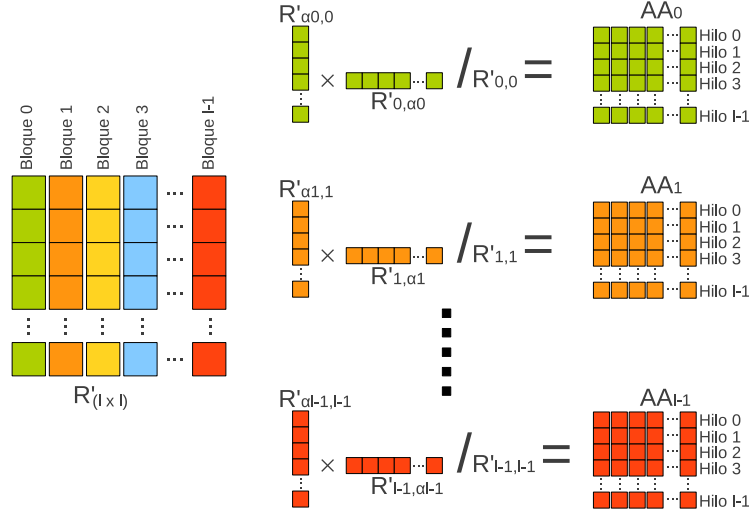 Bloque 0
Bloque 1
Bloque 2
Bloque 3
Bloque l-1
R'(l x l)
R'α0,0
×
R'0,α0
/R'0,0
=
AA0
Hilo 0
Hilo 1
Hilo 2
Hilo 3
Hilo l-1
R'α1,1
×
R'1,α1
/R'1,1
=
AA1
Hilo 0
Hilo 1
Hilo 2
Hilo 3
Hilo l-1
R'αl-1,l-1
×
R'l-1,αl-1
/R'l-1,l-1
=
AAl-1
Hilo 0
Hilo 1
Hilo 2
Hilo 3
Hilo l-1